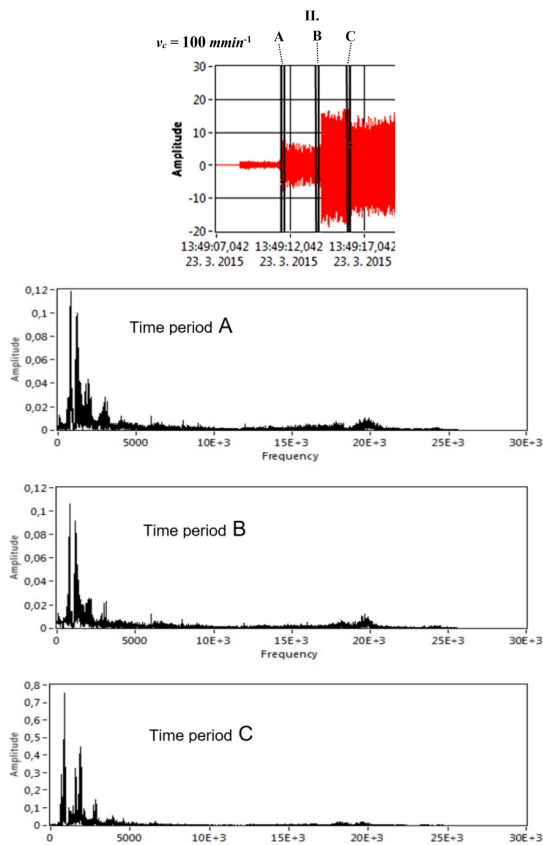 II.
v_c = 100 mmin⁻¹
A B C
30
20
10
0
-10
-20
Amplitude
13:49:07,042 13:49:12,042 13:49:17,042
23. 3. 2015 23. 3. 2015 23. 3. 2015
0,12
0,1
0,08
0,06
0,04
0,02
0
Amplitude
Time period A
0 5000 10E+3 15E+3 20E+3 25E+3 30E+3
Frequency
0,12
0,1
0,08
0,06
0,04
0,02
0
Amplitude
Time period B
0 5000 10E+3 15E+3 20E+3 25E+3 30E+3
Frequency
0,8
0,7
0,6
0,5
0,4
0,3
0,2
0,1
0
Amplitude
Time period C
0 5000 10E+3 15E+3 20E+3 25E+3 30E+3